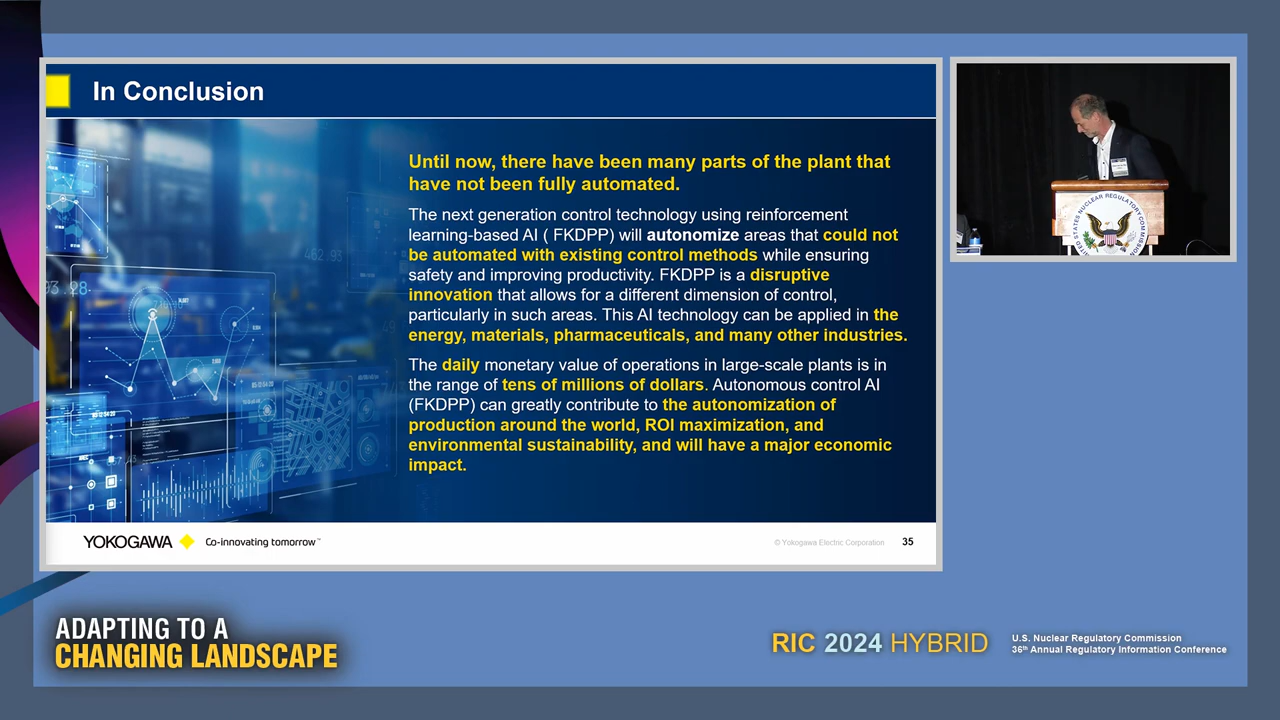 In Conclusion
Until now, there have been many parts of the plant that
have not been fully automated.
The next generation control technology using reinforcement
learning-based AI ( FKDPP) will autonomize areas that could not
be automated with existing control methods while ensuring
safety and improving productivity. FKDPP is a disruptive
innovation that allows for a different dimension of control,
particularly in such areas. This AI technology can be applied in the
energy, materials, pharmaceuticals, and many other industries.
The daily monetary value of operations in large-scale plants is in
the range of tens of millions of dollars. Autonomous control AI
(FKDPP) can greatly contribute to the autonomization of
production around the world, ROI maximization, and
environmental sustainability, and will have a major economic
impact.
YOKOGAWA Co-innovating tomorrow™
© Yokogawa Electric Corporation 35
UNITED STATES NUCLEAR REGULATORY COMMISSION
ADAPTING TO A
CHANGING LANDSCAPE
RIC 2024 HYBRID
U.S. Nuclear Regulatory Commission
36th Annual Regulatory Information Conference